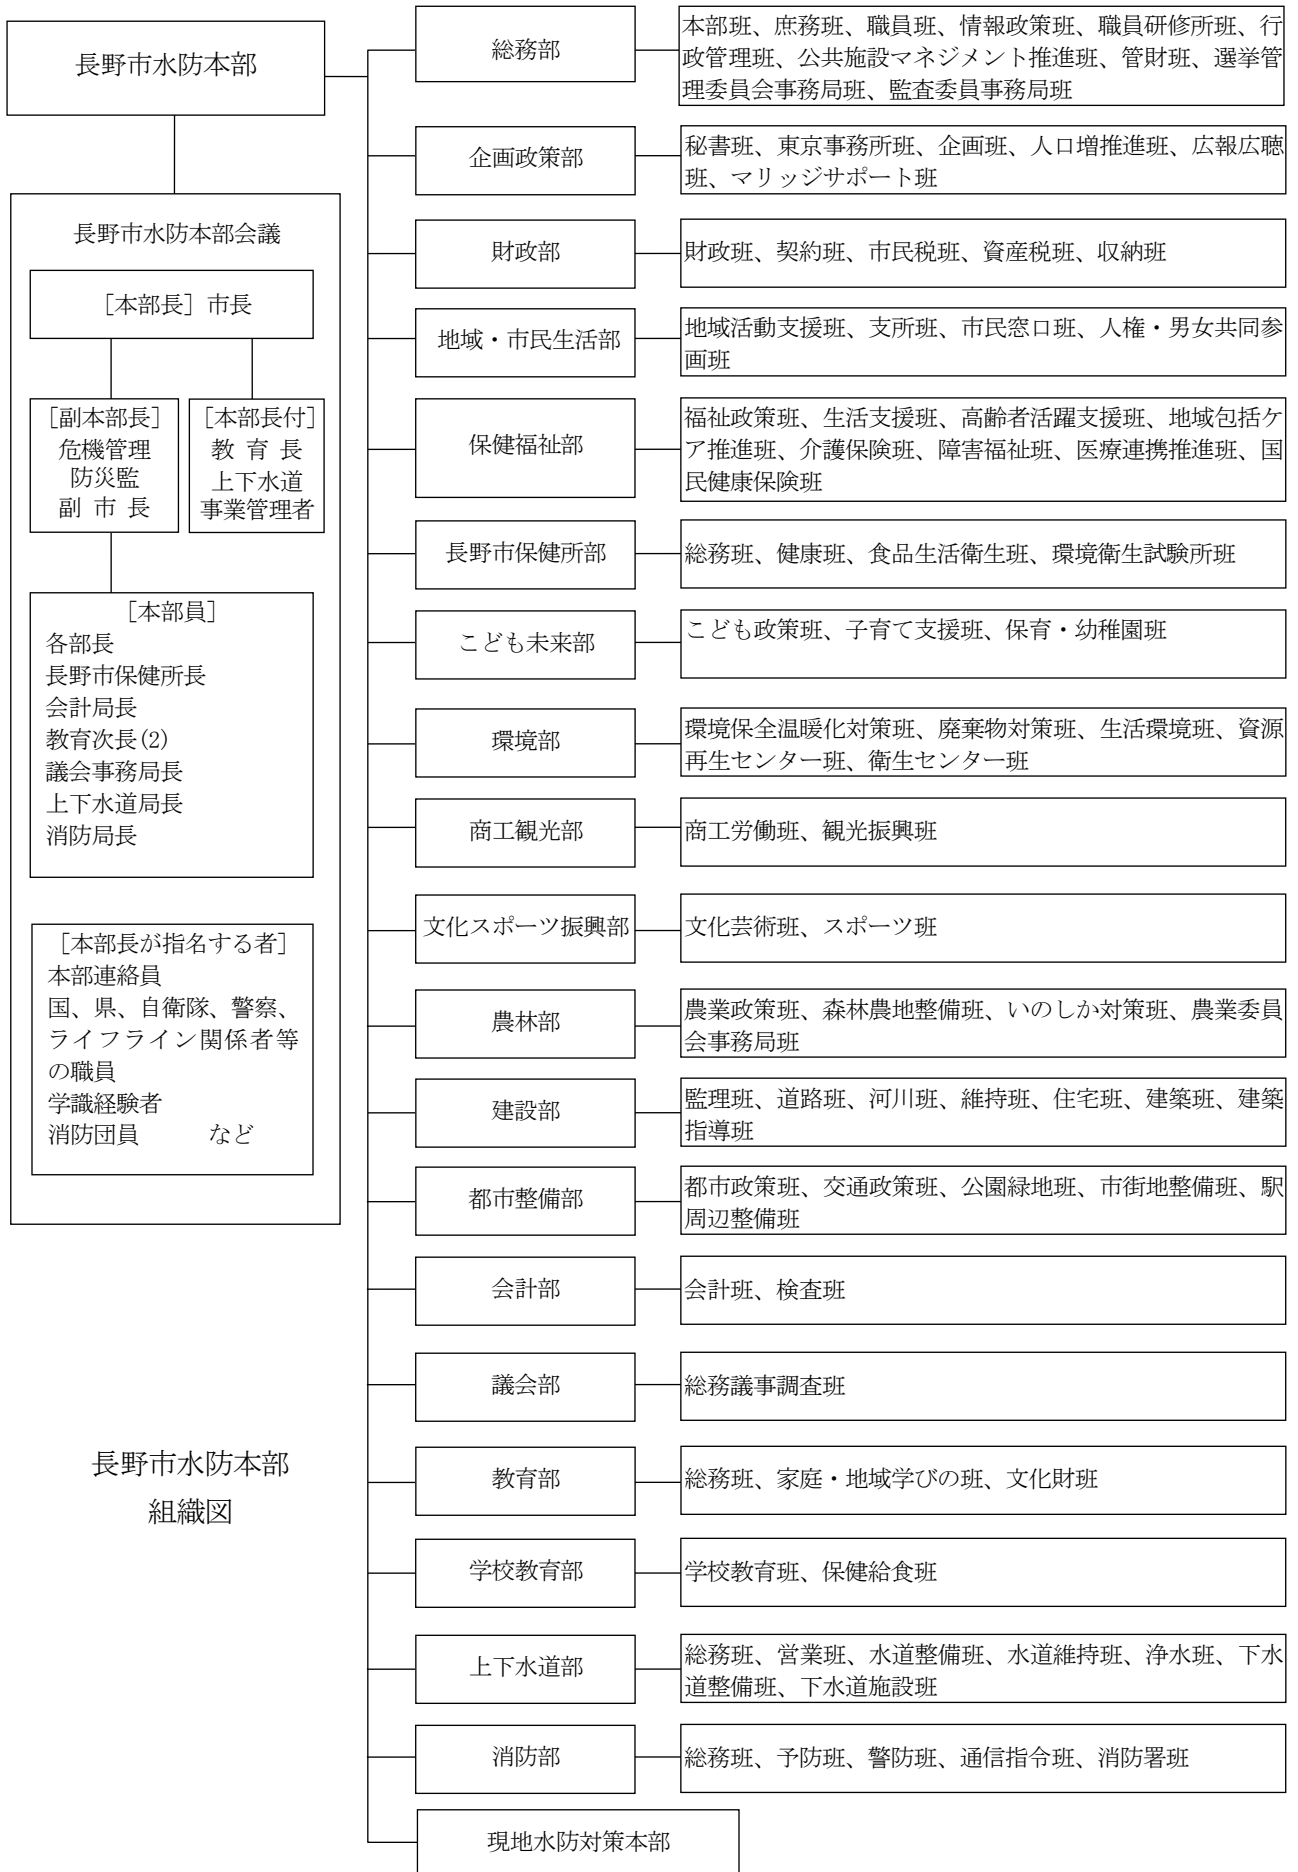 長野市水防本部
長野市水防本部会議
［本部長］市長
［副本部長］
危機管理
防災監
副 市 長
［本部長付］
教 育 長
上下水道
事業管理者
［本部員］
各部長
長野市保健所長
会計局長
教育次長(2)
議会事務局長
上下水道局長
消防局長
［本部長が指名する者］
本部連絡員
国、県、自衛隊、警察、
ライフライン関係者等
の職員
学識経験者
消防団員 など
長野市水防本部
組織図
総務部
本部班、庶務班、職員班、情報政策班、職員研修所班、行
政管理班、公共施設マネジメント推進班、管財班、選挙管
理委員会事務局班、監査委員事務局班
企画政策部
秘書班、東京事務所班、企画班、人口増推進班、広報広聴
班、マリッジサポート班
財政部
財政班、契約班、市民税班、資産税班、収納班
地域・市民生活部
地域活動支援班、支所班、市民窓口班、人権・男女共同参
画班
保健福祉部
福祉政策班、生活支援班、高齢者活躍支援班、地域包括ケ
ア推進班、介護保険班、障害福祉班、医療連携推進班、国
民健康保険班
長野市保健所部
総務班、健康班、食品生活衛生班、環境衛生試験所班
こども未来部
こども政策班、子育て支援班、保育・幼稚園班
環境部
環境保全温暖化対策班、廃棄物対策班、生活環境班、資源
再生センター班、衛生センター班
商工観光部
商工労働班、観光振興班
文化スポーツ振興部
文化芸術班、スポーツ班
農林部
農業政策班、森林農地整備班、いのしか対策班、農業委員
会事務局班
建設部
監理班、道路班、河川班、維持班、住宅班、建築班、建築
指導班
都市整備部
都市政策班、交通政策班、公園緑地班、市街地整備班、駅
周辺整備班
会計部
会計班、検査班
議会部
総務議事調査班
教育部
総務班、家庭・地域学びの班、文化財班
学校教育部
学校教育班、保健給食班
上下水道部
総務班、営業班、水道整備班、水道維持班、浄水班、下水
道整備班、下水道施設班
消防部
総務班、予防班、警防班、通信指令班、消防署班
現地水防対策本部